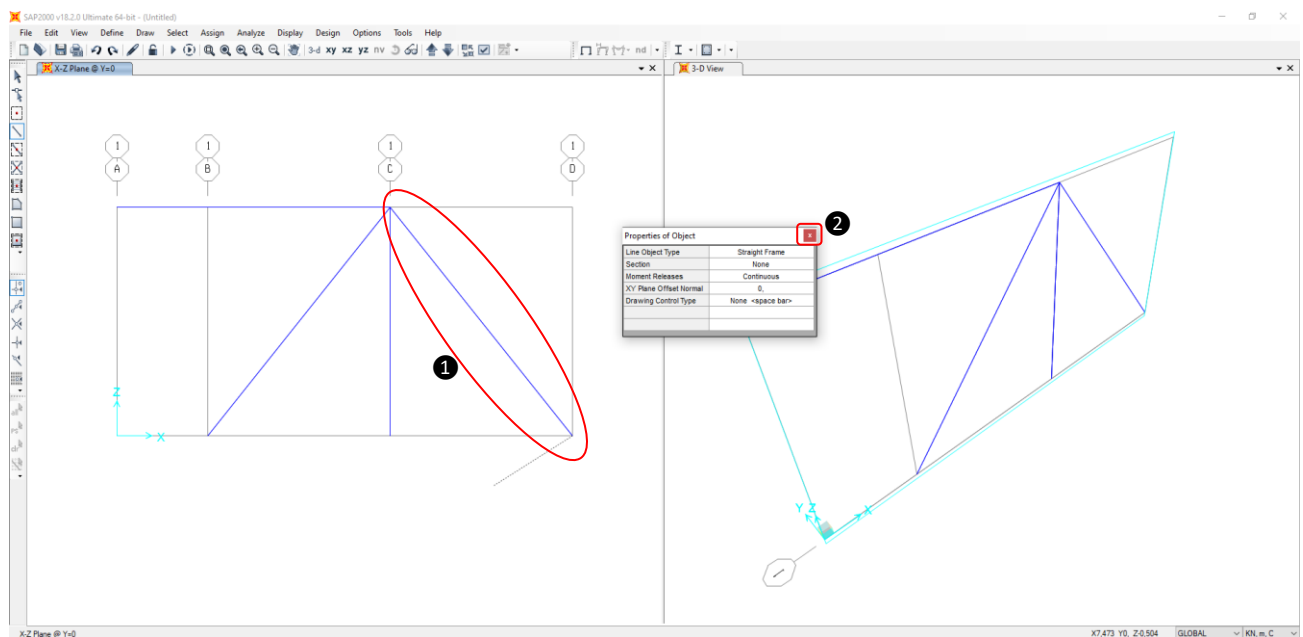 SAP2000 v18.2.0 Ultimate 64-bit - (Untitled)
File Edit View Define Draw Select Assign Analyze Display Design Options Tools Help
3-d xy xz yz nv
nd
X-Z Plane @ Y=0
3-D View
1 1 1 1
A B C D
Z
X
1
2
Properties of Object
Line Object Type Straight Frame
Section None
Moment Releases Continuous
XY Plane Offset Normal 0,
Drawing Control Type None <space bar>
Y Z X
X-Z Plane @ Y=0
X7,473 Y0, Z-0,504 GLOBAL KN, m, C